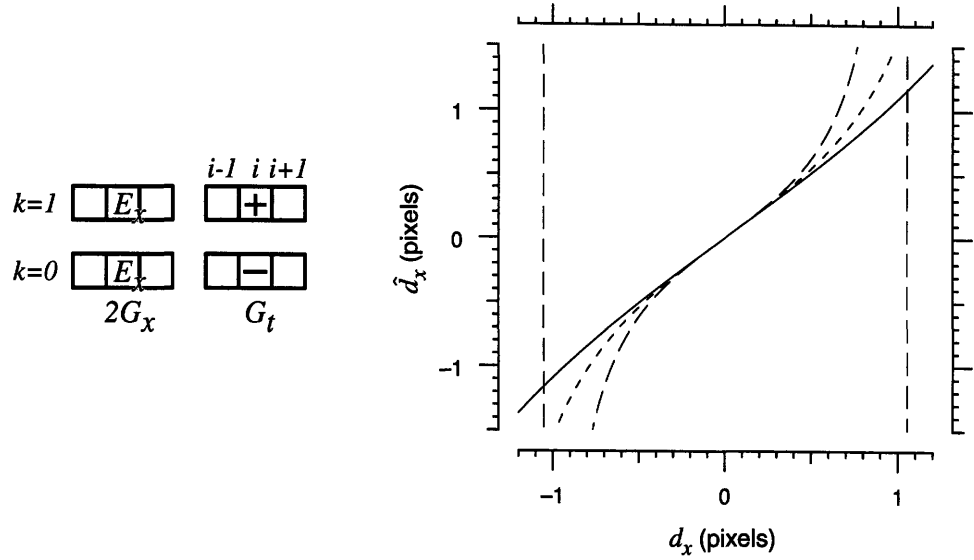 i-1 i i+1
k=1 E_x +
k=0 E_x −
2G_x G_t
1
0
−1
d̂_x (pixels)
−1 0 1
d_x (pixels)